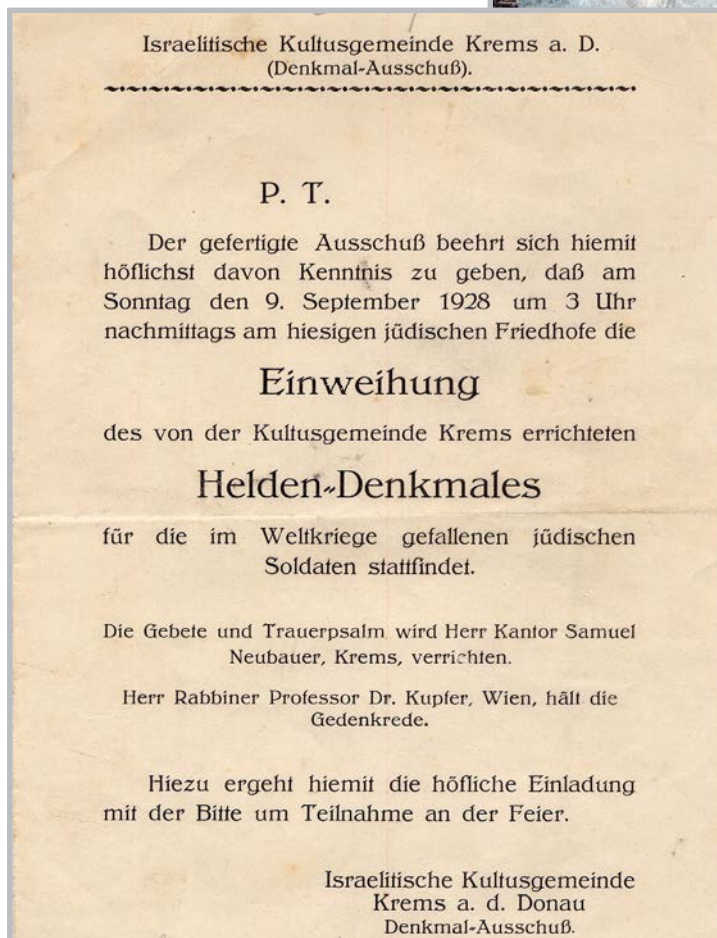 Israelitische Kultusgemeinde Krems a. D.
(Denkmal-Ausschuß).
P. T.
Der gefertigte Ausschuß beehrt sich hiemit
höflichst davon Kenntnis zu geben, daß am
Sonntag den 9. September 1928 um 3 Uhr
nachmittags am hiesigen jüdischen Friedhofe die
Einweihung
des von der Kultusgemeinde Krems errichteten
Helden-Denkmales
für die im Weltkriege gefallenen jüdischen
Soldaten stattfindet.
Die Gebete und Trauerpsalm wird Herr Kantor Samuel
Neubauer, Krems, verrichten.
Herr Rabbiner Professor Dr. Kupfer, Wien, hält die
Gedenkrede.
Hiezu ergeht hiemit die höfliche Einladung
mit der Bitte um Teilnahme an der Feier.
Israelitische Kultusgemeinde
Krems a. d. Donau
Denkmal-Ausschuß.